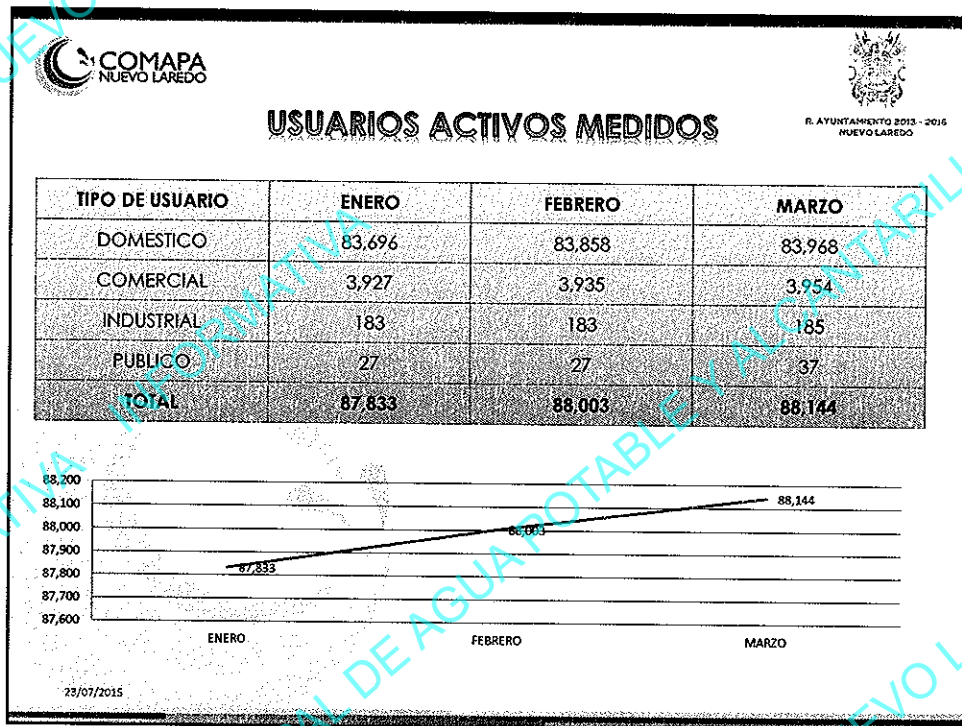 COMAPA
NUEVO LAREDO
R. AYUNTAMIENTO 2013 - 2016
NUEVO LAREDO
USUARIOS ACTIVOS MEDIDOS
TIPO DE USUARIO ENERO FEBRERO MARZO
DOMESTICO 83,696 83,858 83,968
COMERCIAL 3,927 3,935 3,954
INDUSTRIAL 183 183 185
PUBLICO 27 27 37
TOTAL 87,833 88,003 88,144
88,200
88,100
88,000
87,900
87,800
87,700
87,600
87,833
88,003
88,144
ENERO FEBRERO MARZO
23/07/2015
INFORMATIVA
DE AGUA POTABLE Y ALCANTARILL